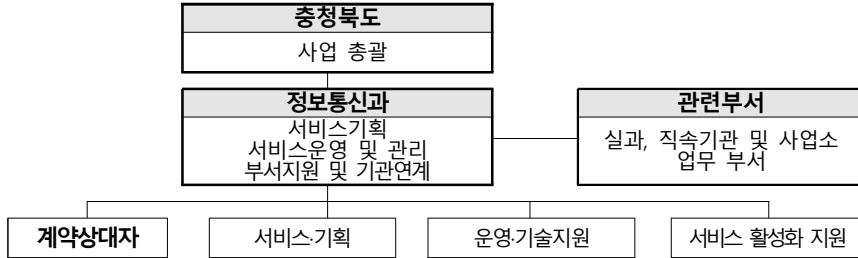 충청북도
사업 총괄
정보통신과
서비스기획
서비스운영 및 관리
부서지원 및 기관연계
관련부서
실과, 직속기관 및 사업소
업무 부서
계약상대자
서비스·기획
운영·기술지원
서비스 활성화 지원